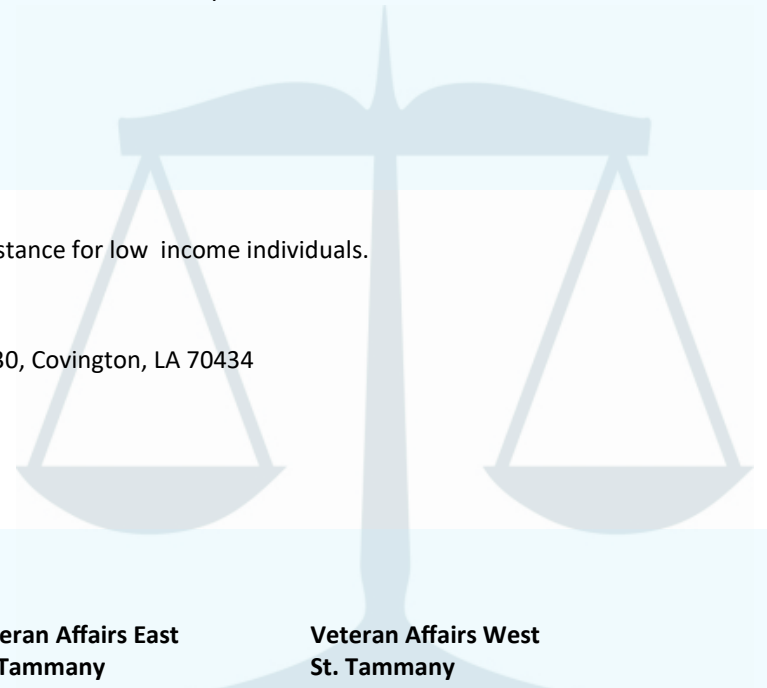 stance for low  income individuals.
30, Covington, LA 70434
eran Affairs East    Veteran Affairs West
Tammany    St. Tammany